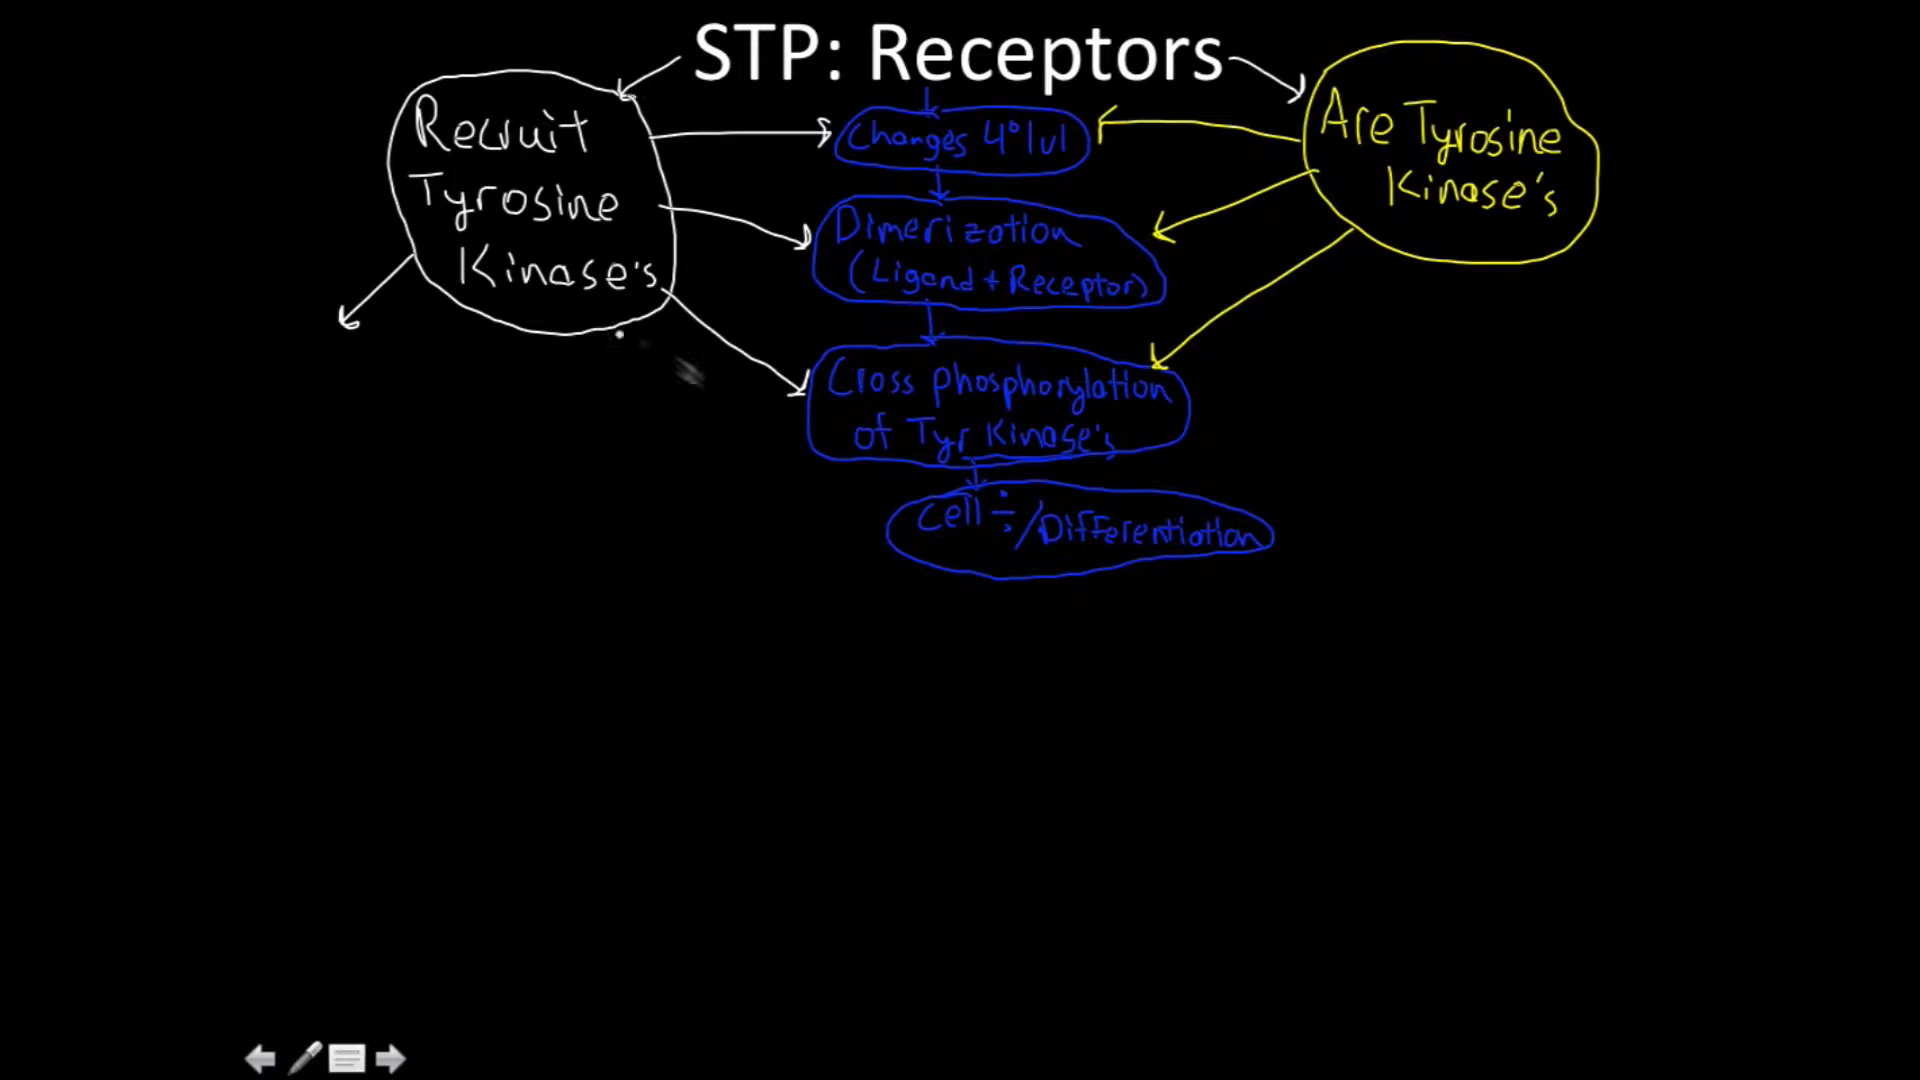 STP: Receptors
Recruit
Tyrosine
Kinase's
Changes 4° lvl
Dimerization
(Ligand + Receptor)
Cross phosphorylation
of Tyr Kinase's
Cell ÷/Differentiation
Are Tyrosine
Kinase's